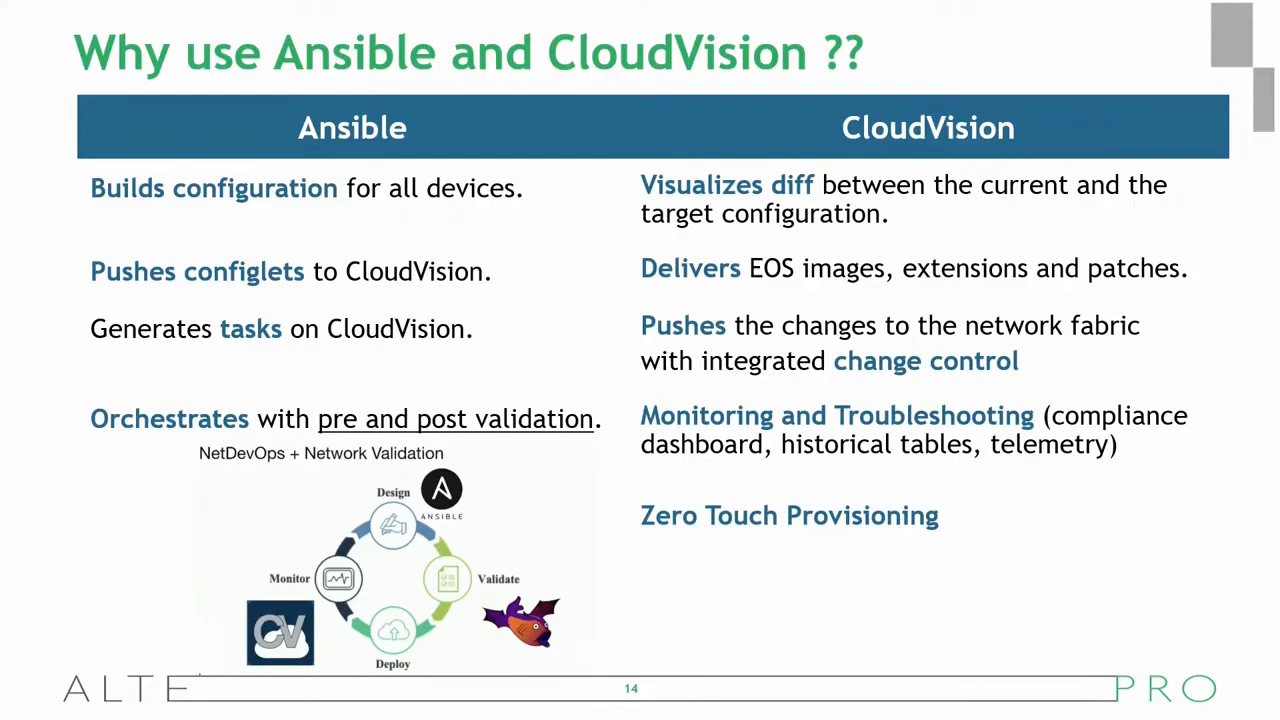 Why use Ansible and CloudVision ??
Ansible
CloudVision
Builds configuration for all devices.
Visualizes diff between the current and the
target configuration.
Pushes configlets to CloudVision.
Delivers EOS images, extensions and patches.
Generates tasks on CloudVision.
Pushes the changes to the network fabric
with integrated change control
Orchestrates with pre and post validation.
Monitoring and Troubleshooting (compliance
dashboard, historical tables, telemetry)
Zero Touch Provisioning
NetDevOps + Network Validation
Design
ANSIBLE
Monitor
Validate
CV
Deploy
ALTE
14
PRO